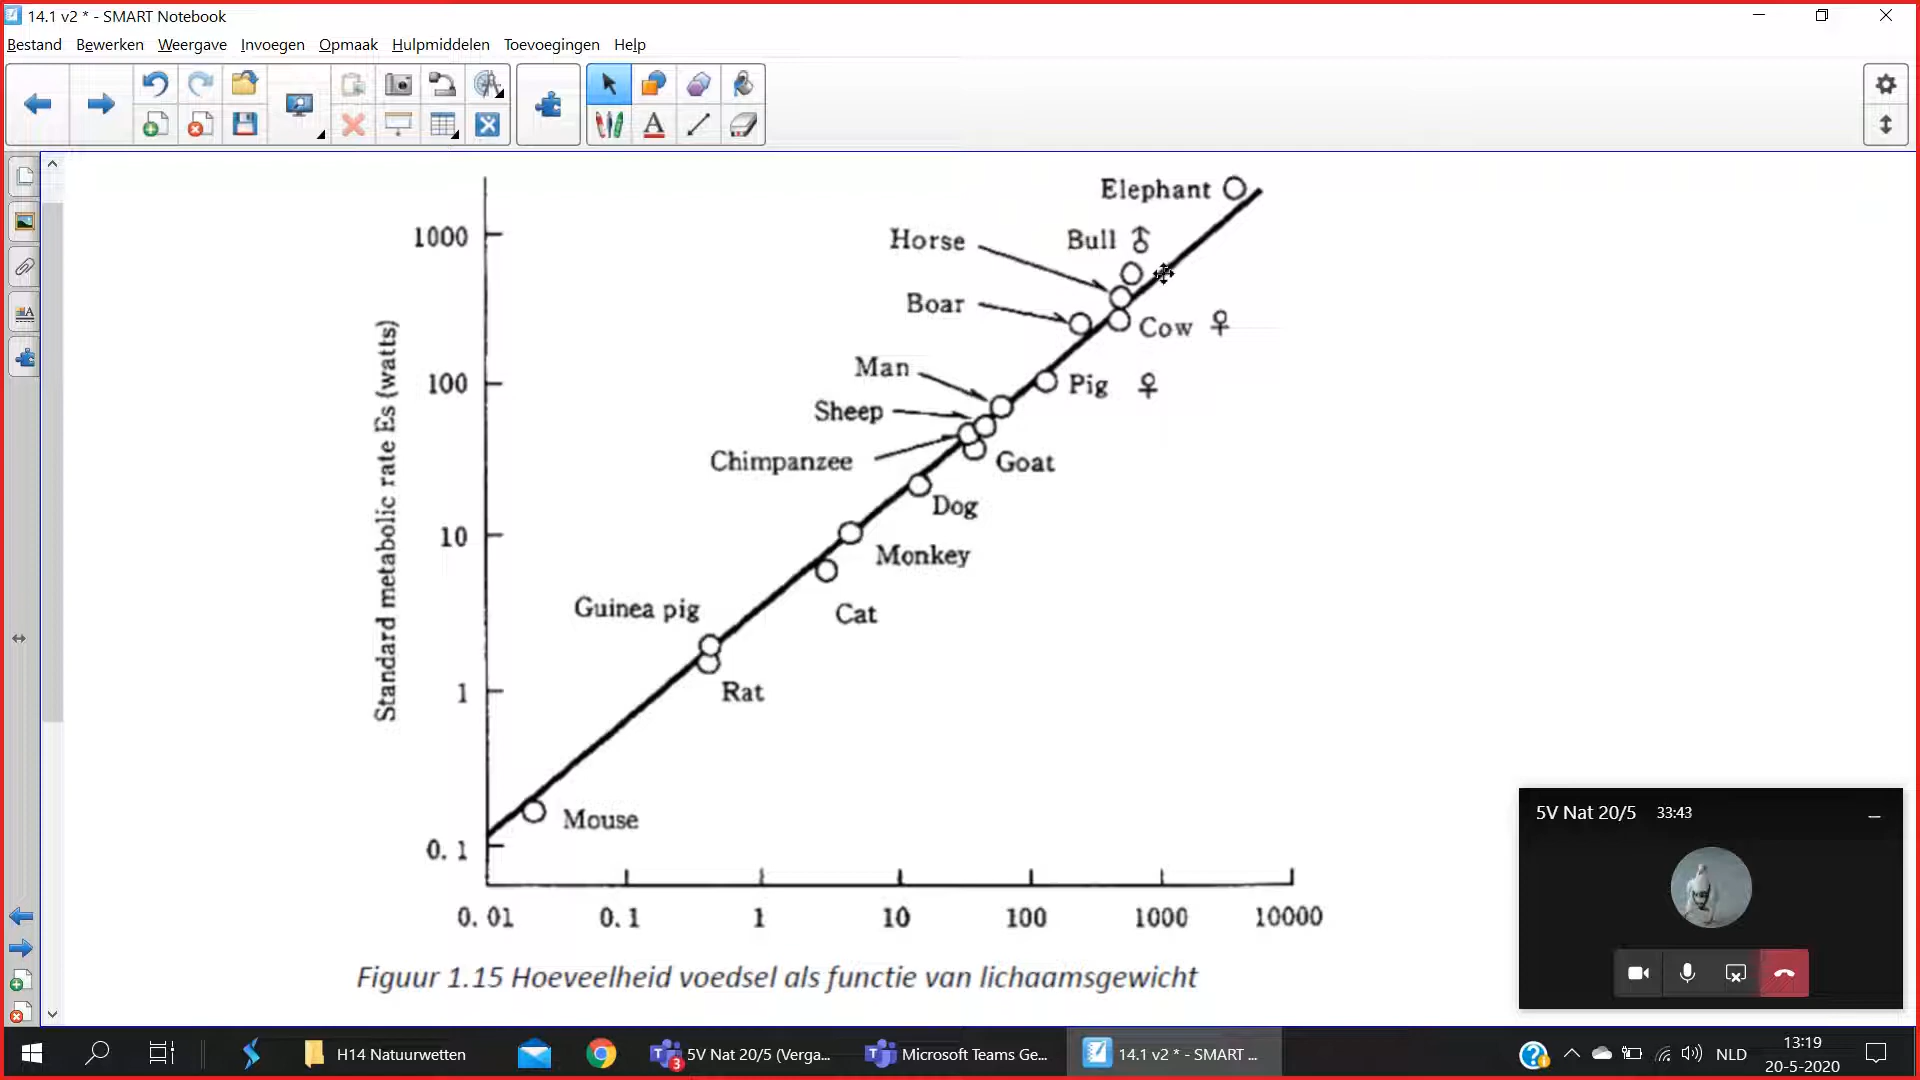 14.1 v2 * - SMART Notebook
Bestand Bewerken Weergave Invoegen Opmaak Hulpmiddelen Toevoegingen Help
Elephant
1000
Horse
Bull ♂
Boar
Cow ♀
Man
100
Pig ♀
Sheep
Chimpanzee
Goat
Dog
Standard metabolic rate Es (watts)
10
Monkey
Guinea pig
Cat
1
Rat
Mouse
0.1
0.01 0.1 1 10 100 1000 10000
Figuur 1.15 Hoeveelheid voedsel als functie van lichaamsgewicht
5V Nat 20/5 33:43
H14 Natuurwetten
3
5V Nat 20/5 (Verga...
Microsoft Teams Ge...
14.1 v2 * - SMART ...
NLD
13:19
20-5-2020